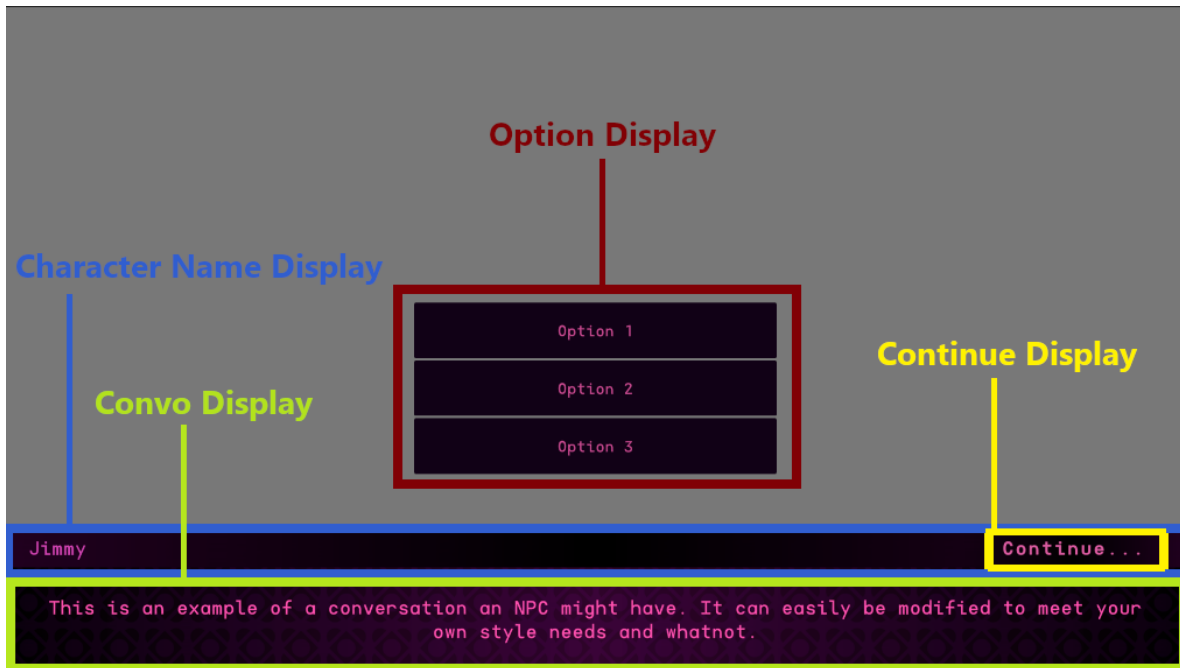 Option Display
Character Name Display
Option 1
Continue Display
Option 2
Convo Display
Option 3
Jimmy
Continue...
This is an example of a conversation an NPC might have. It can easily be modified to meet your
own style needs and whatnot.